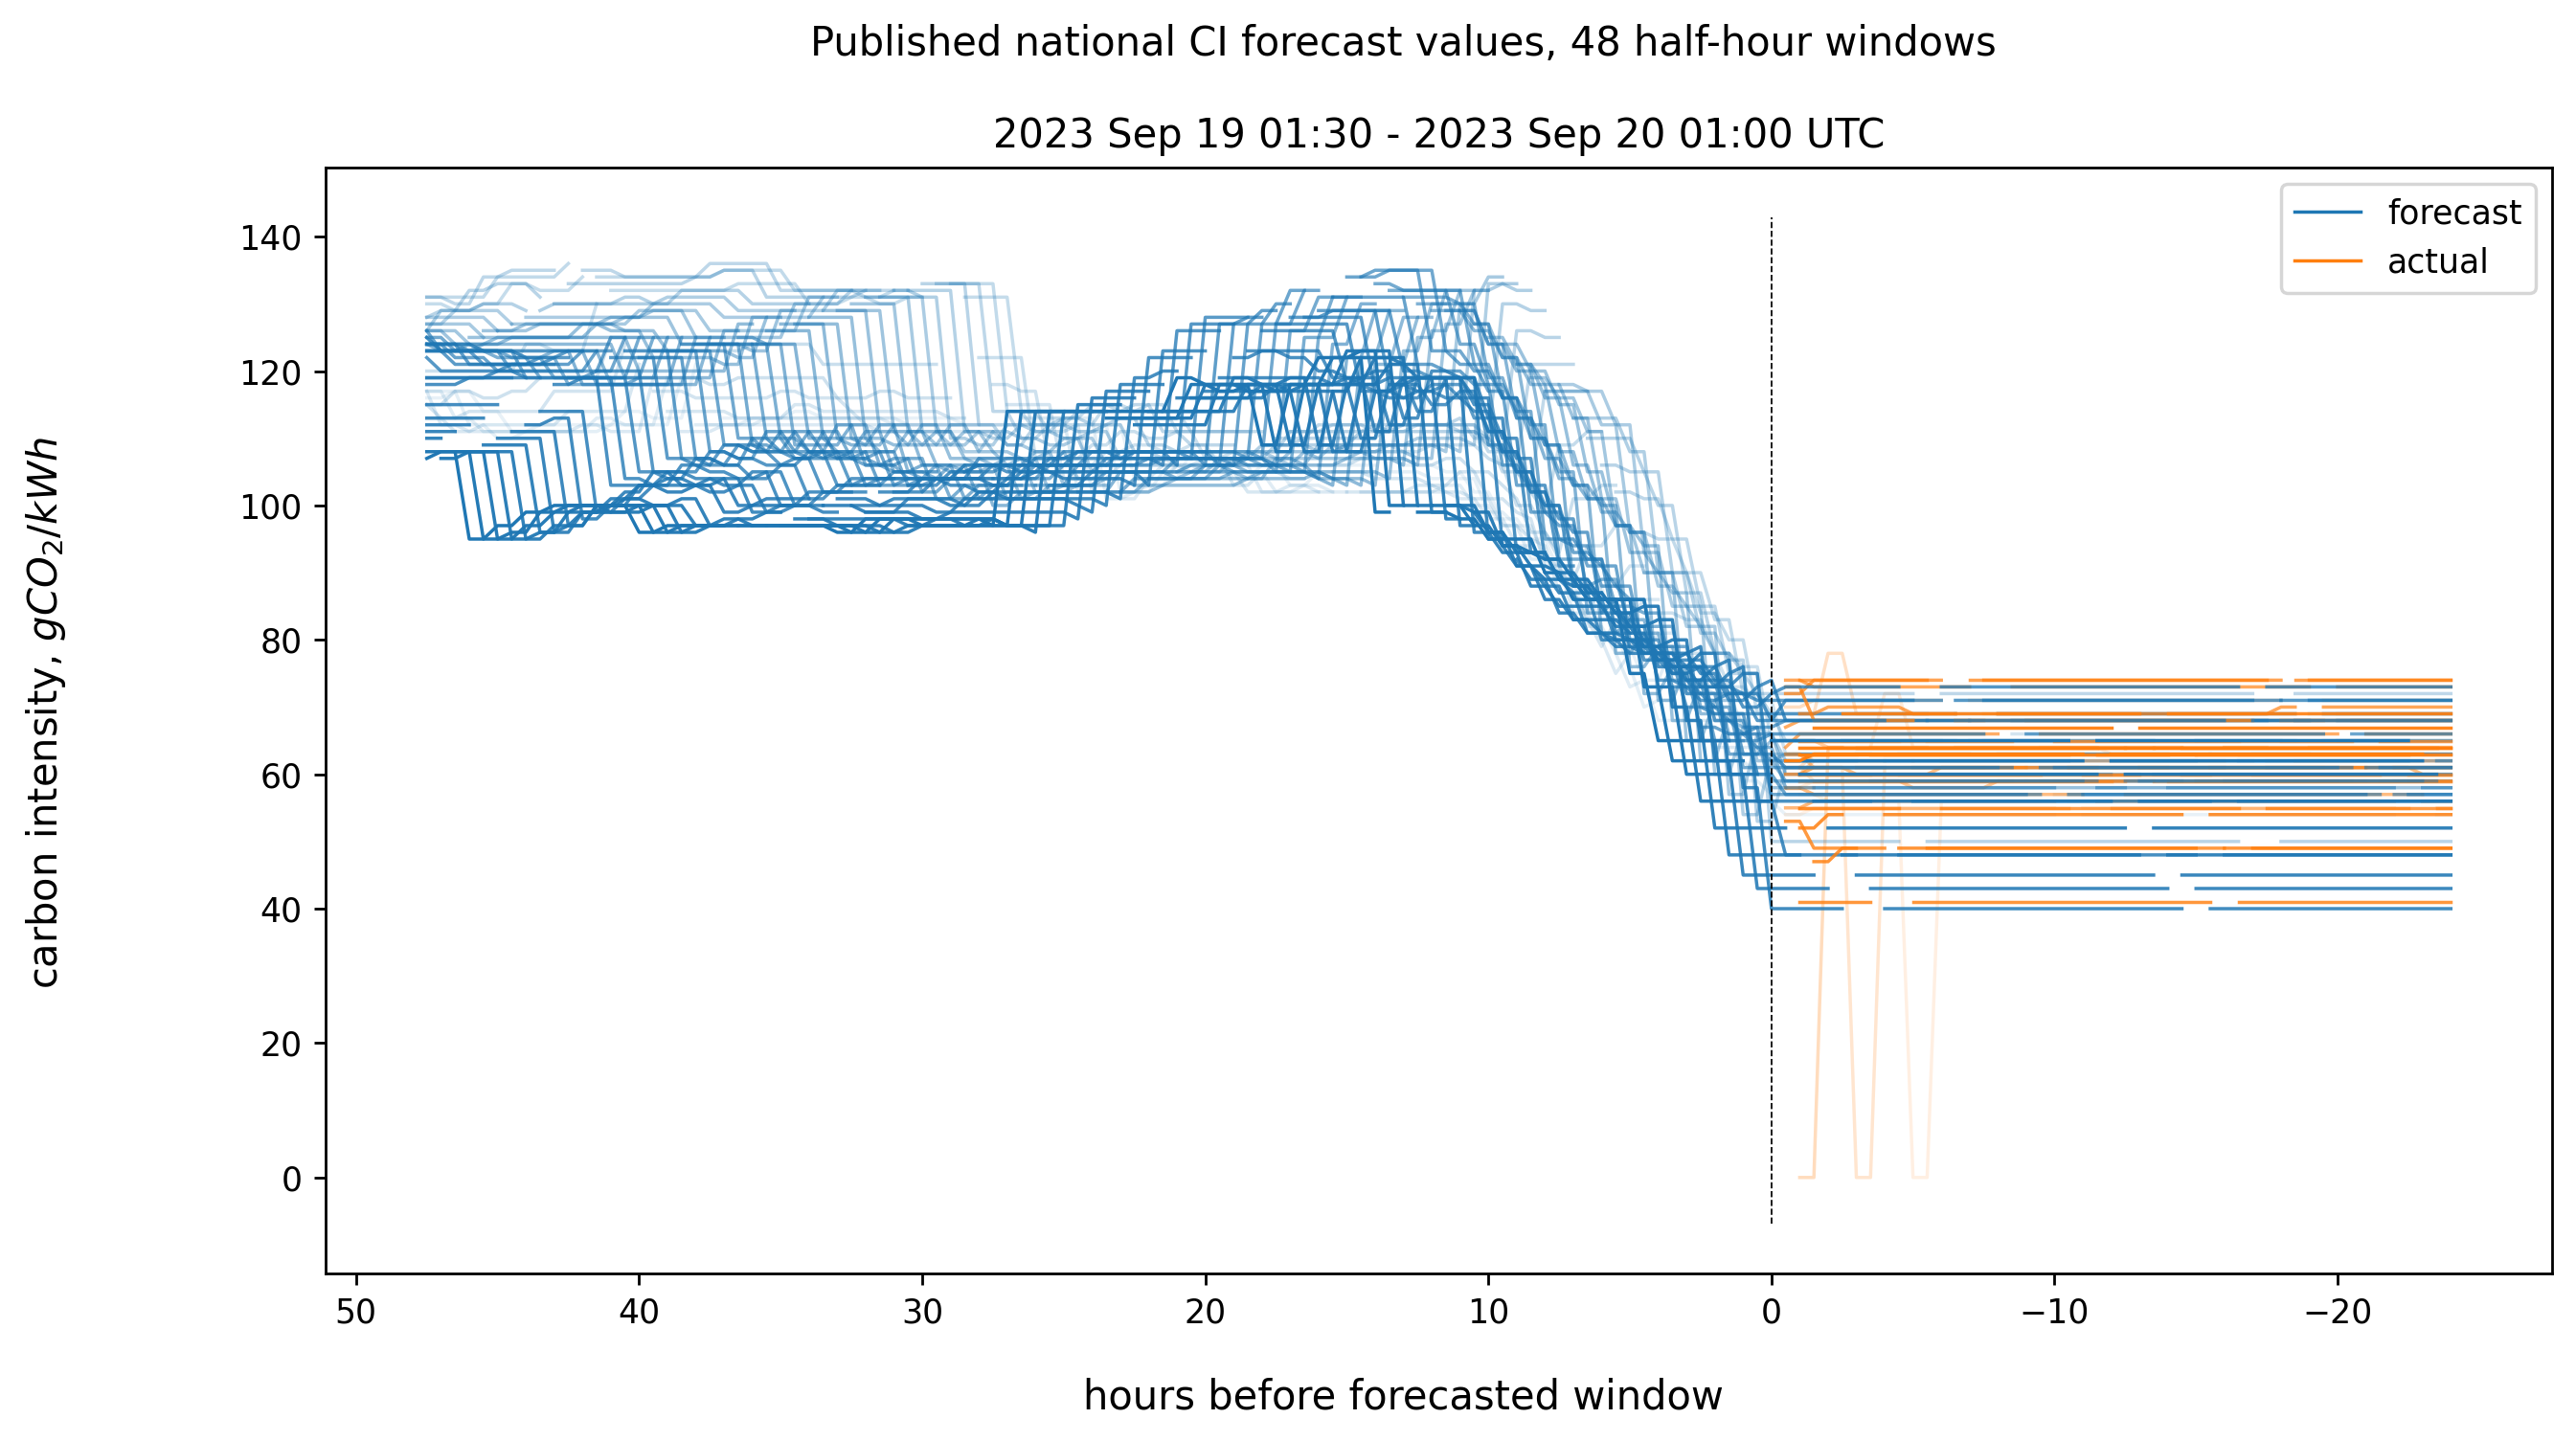 Published national CI forecast values, 48 half-hour windows
2023 Sep 19 01:30 - 2023 Sep 20 01:00 UTC
forecast
actual
carbon intensity, gCO₂/kWh
140
120
100
80
60
40
20
0
50 40 30 20 10 0 −10 −20
hours before forecasted window